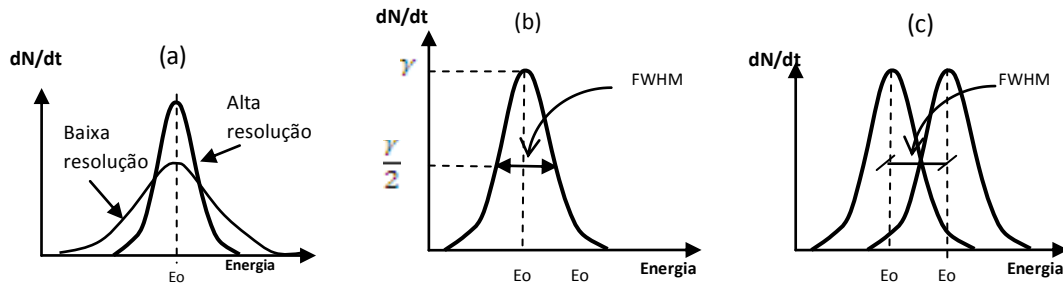 (a)
dN/dt
Alta
resolução
Baixa
resolução
Energia
Eo
(b)
dN/dt
γ
FWHM
γ
2
Eo
Eo
Energia
(c)
dN/dt
FWHM
Eo
Eo
Energia